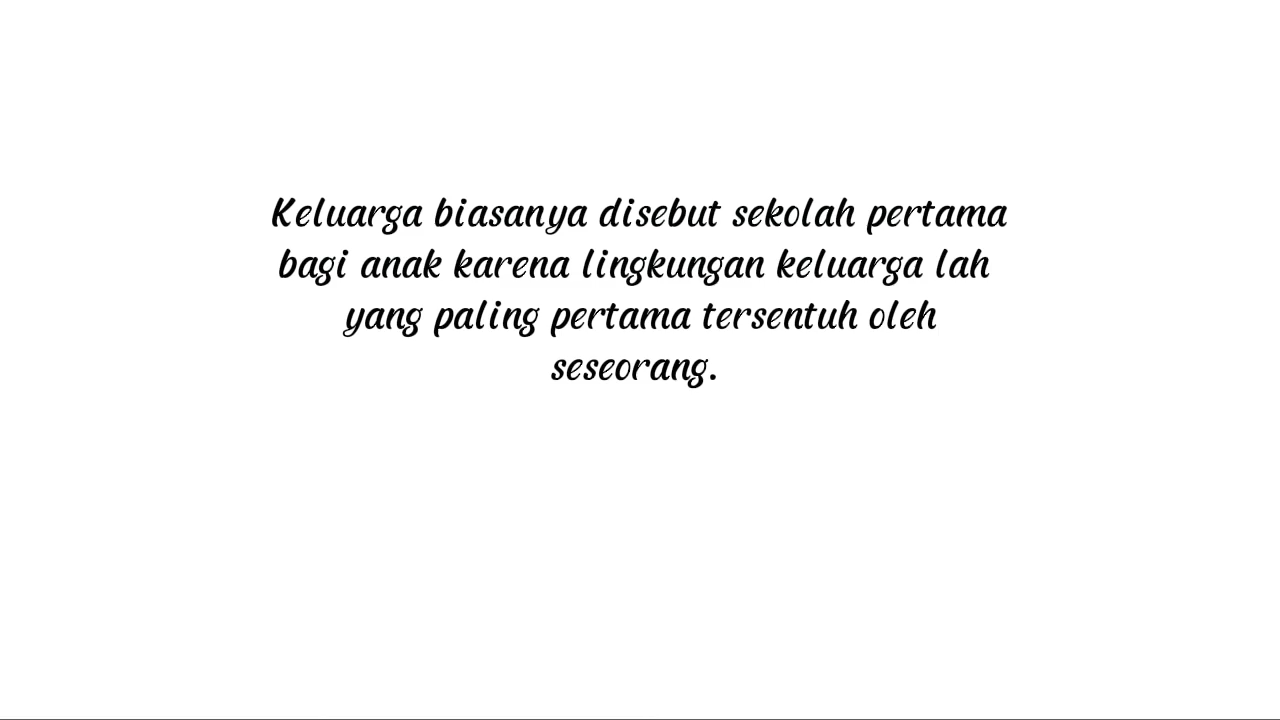 Keluarga biasanya disebut sekolah pertama
bagi anak karena lingkungan keluarga lah
yang paling pertama tersentuh oleh
seseorang.